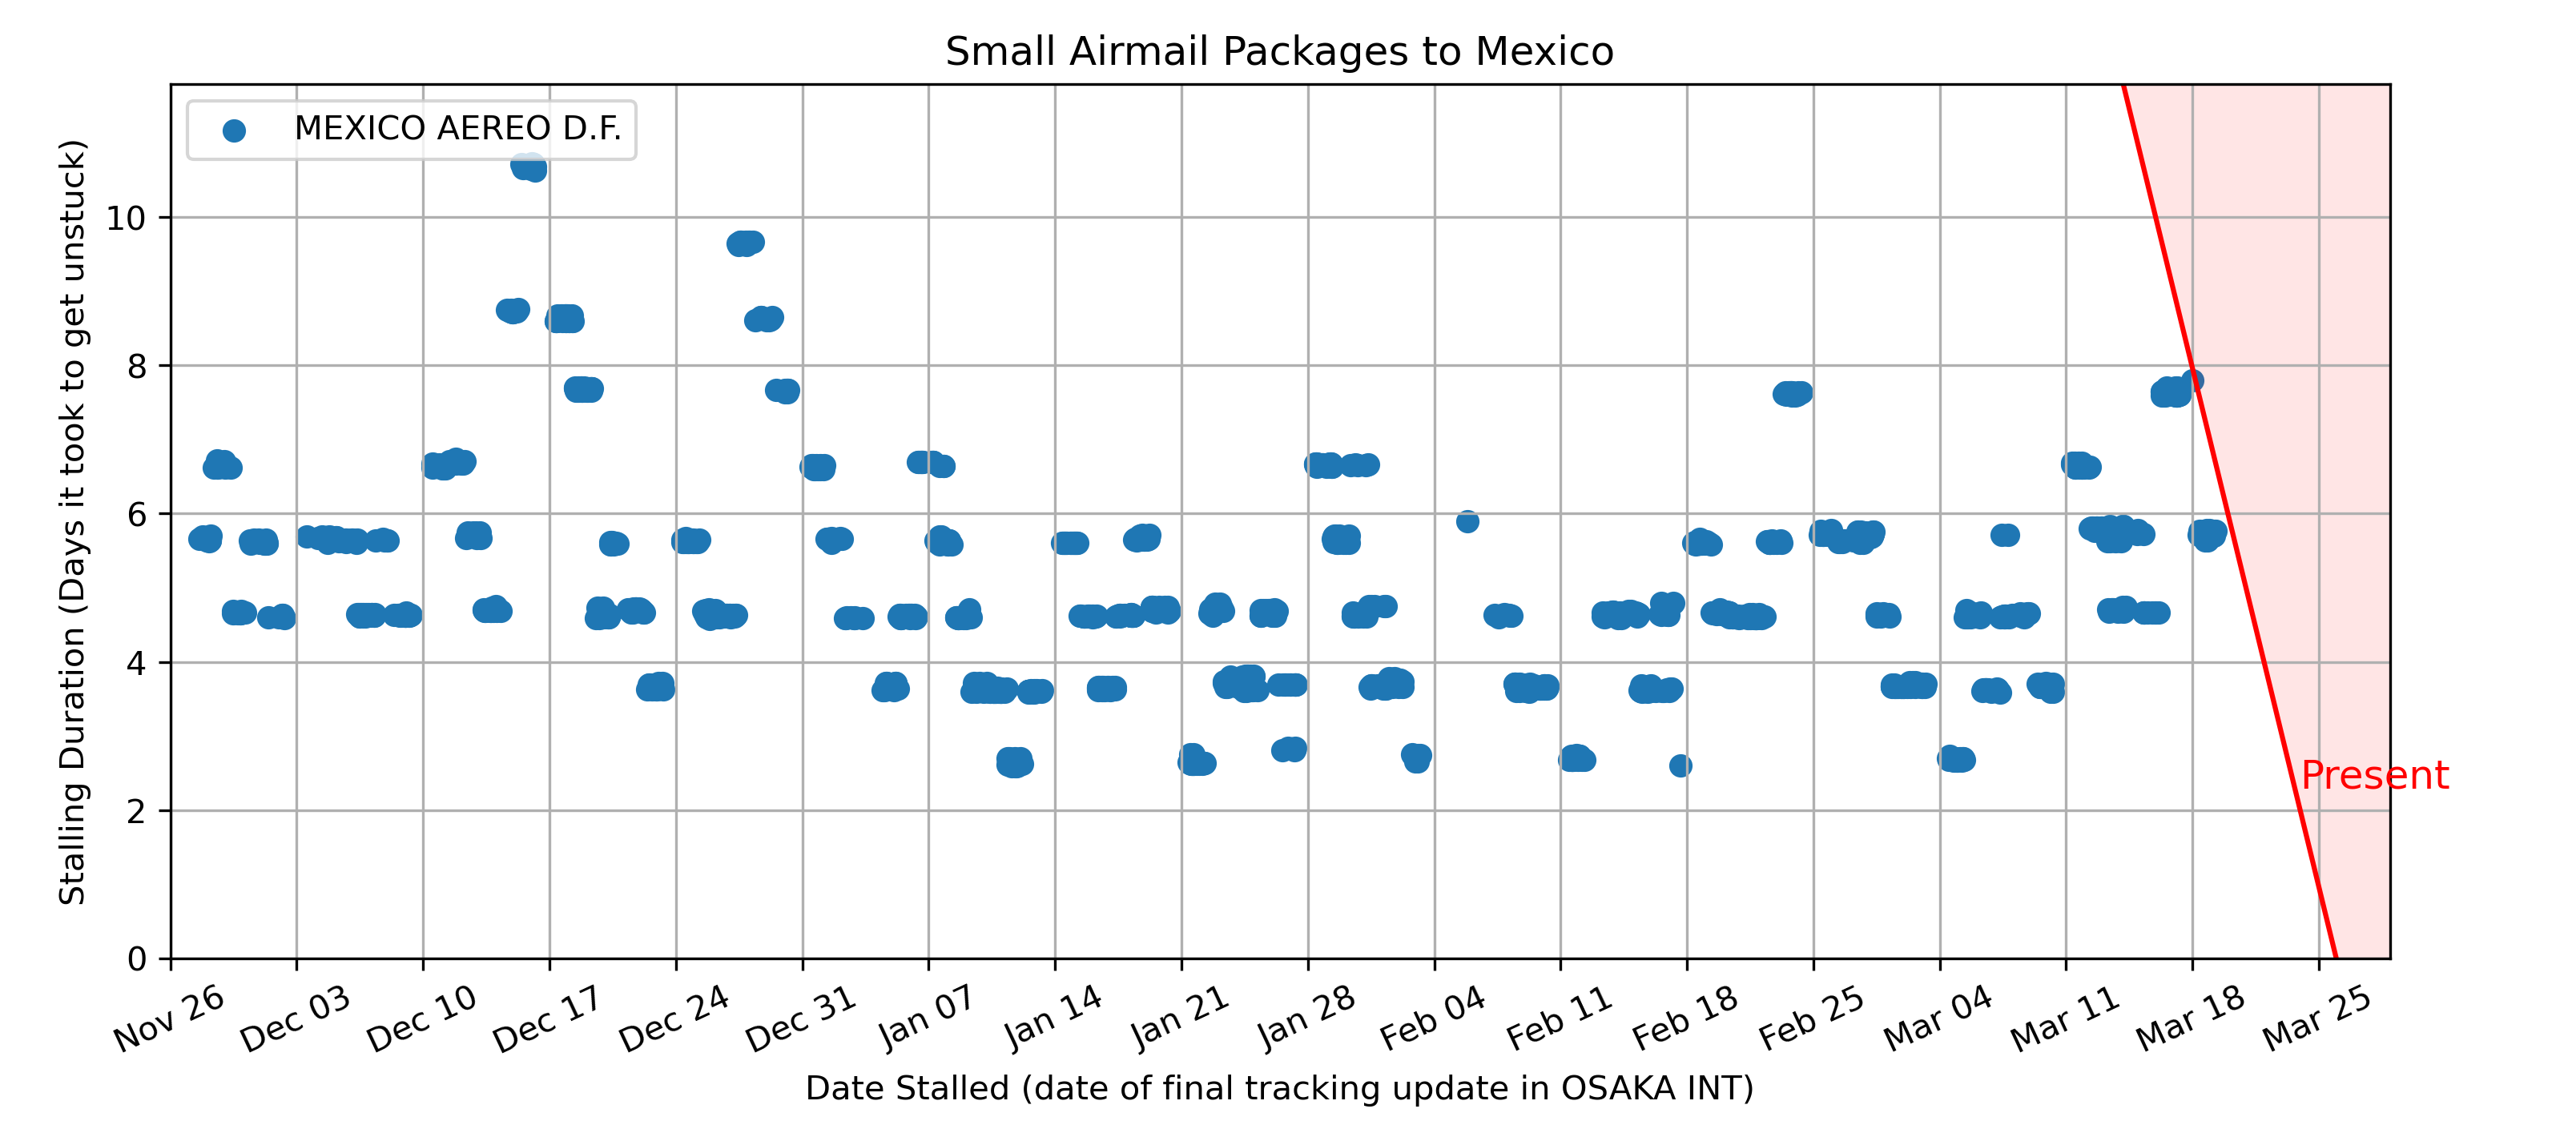 Small Airmail Packages to Mexico
MEXICO AEREO D.F.
Stalling Duration (Days it took to get unstuck)
10
8
6
4
2
0
Present
Nov 26
Dec 03
Dec 10
Dec 17
Dec 24
Dec 31
Jan 07
Jan 14
Jan 21
Jan 28
Feb 04
Feb 11
Feb 18
Feb 25
Mar 04
Mar 11
Mar 18
Mar 25
Date Stalled (date of final tracking update in OSAKA INT)